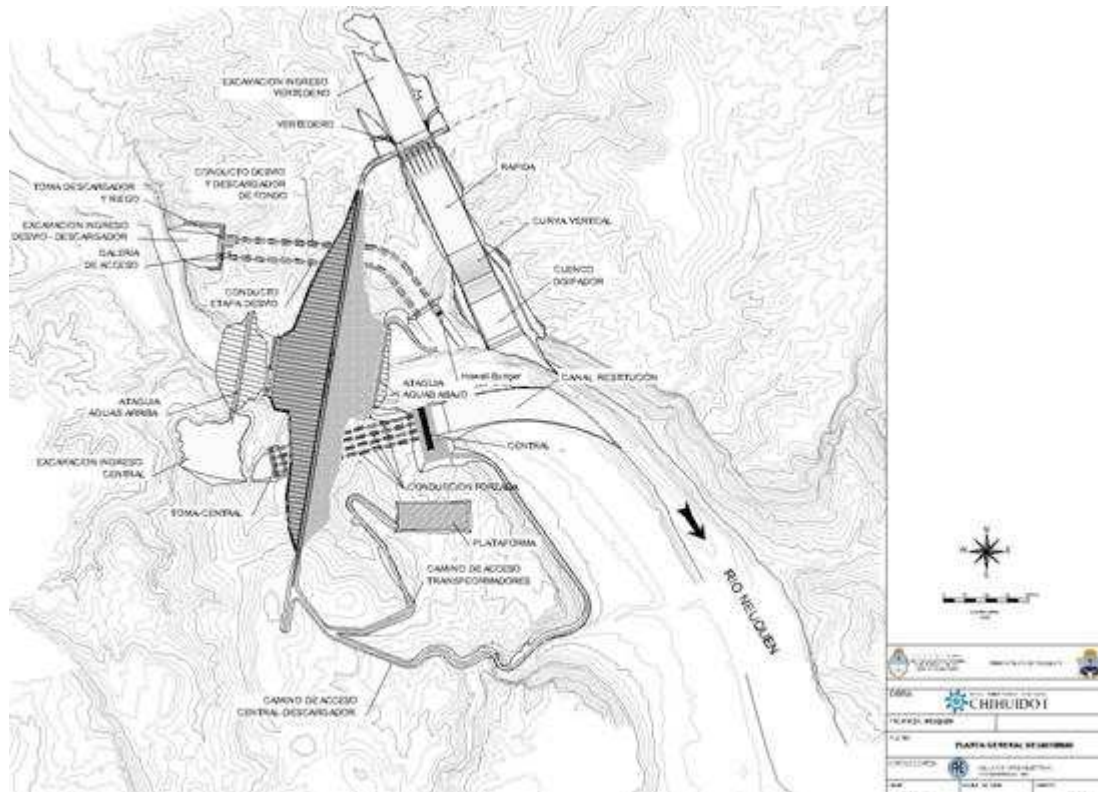 EXCAVACION INGRESO
VERTEDERO
VERTEDERO
CONDUCTO DESVIO
Y DESCARGADOR
DE FONDO
RAPIDA
TOMA DESCARGADOR
Y RIEGO
CURVA VERTICAL
EXCAVACION INGRESO
DESVIO - DESCARGADOR
GALERIA
DE ACCESO
CUENCO
DISIPADOR
CONDUCTO
ETAPA DESVIO
Howell-Bunger
CANAL RESTITUCIÓN
ATAGUIA
AGUAS ABAJO
ATAGUIA
AGUAS ARRIBA
CENTRAL
EXCAVACION INGRESO
CENTRAL
CONDUCCION FORZADA
TOMA CENTRAL
PLATAFORMA
CAMINO DE ACCESO
TRANSFORMADORES
RIO NEUQUEN
CAMINO DE ACCESO
CENTRAL DESCARGADOR
N
W E
S
OBRA:
CHIHUIDO I
PLANTA GENERAL